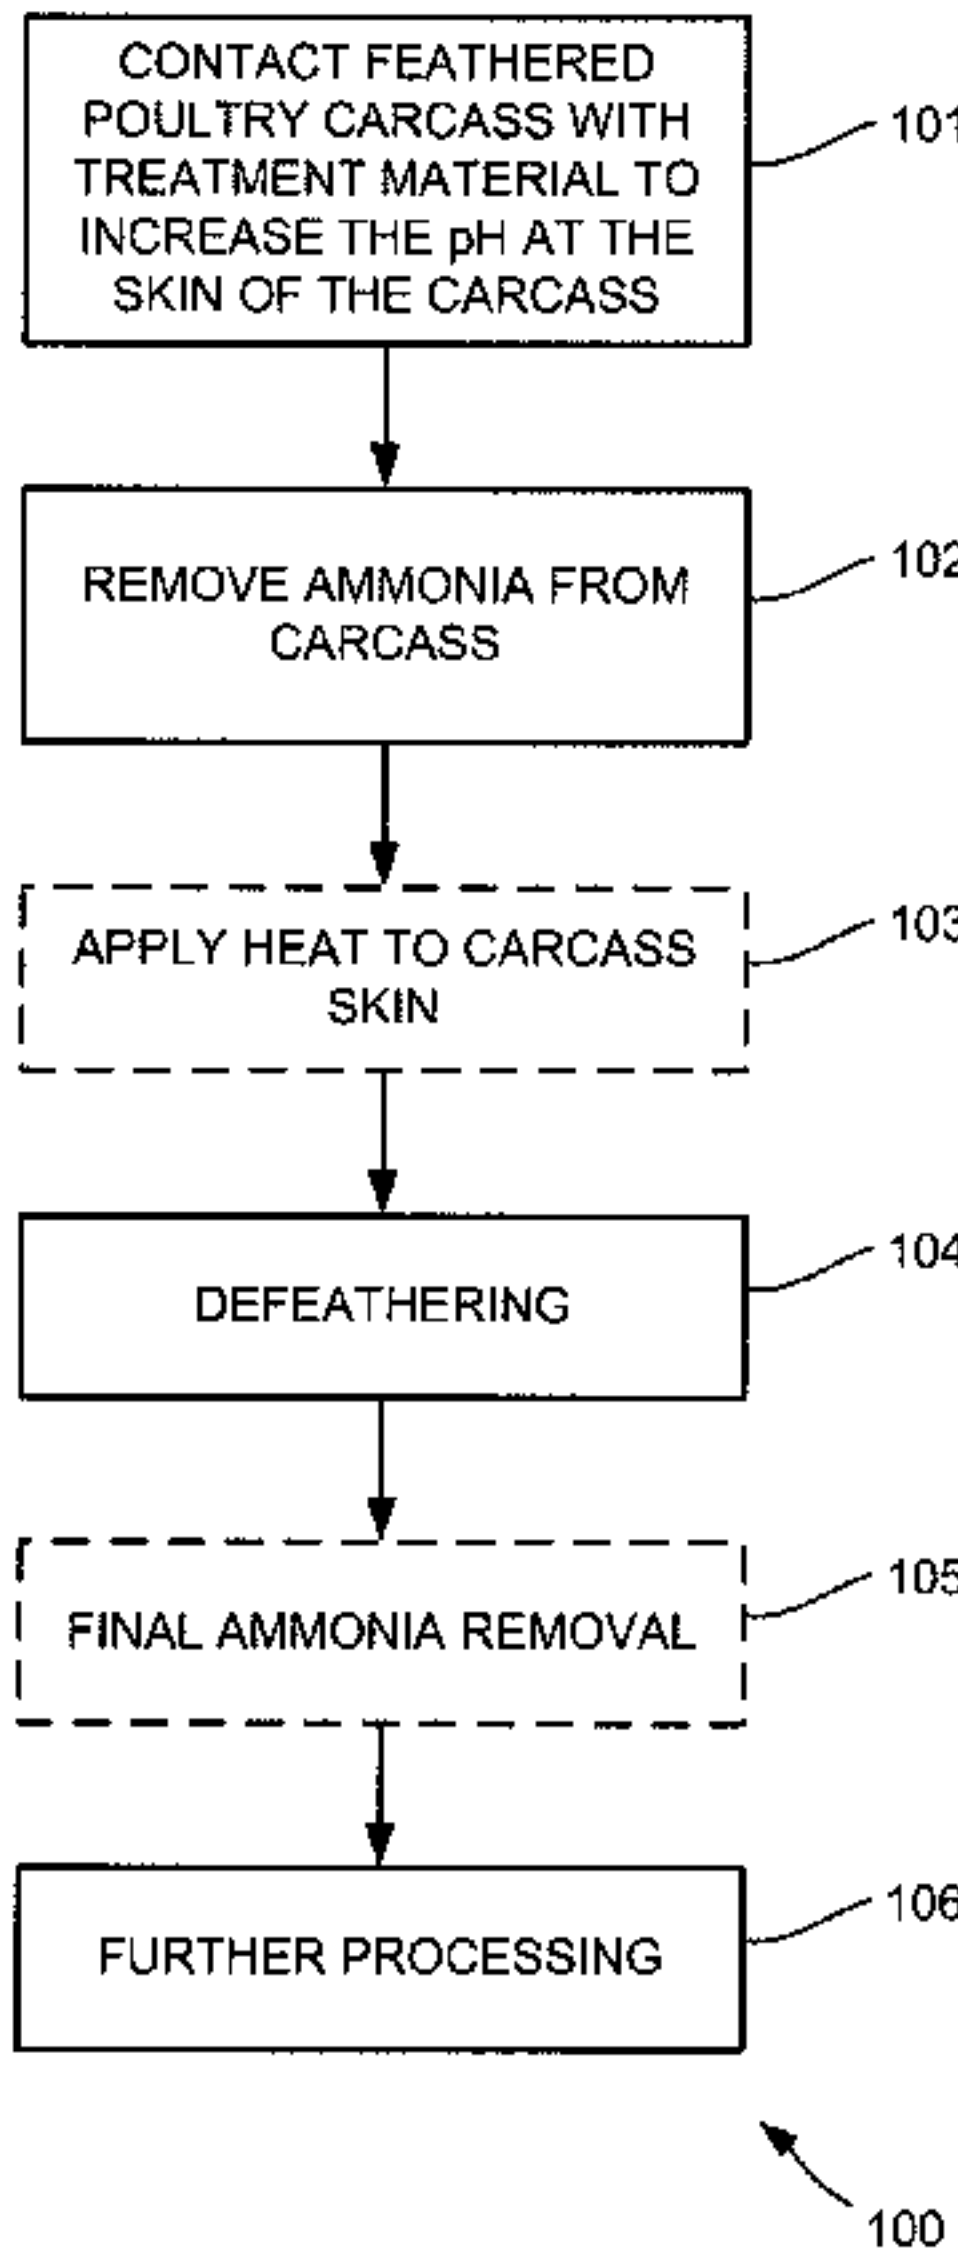 CONTACT FEATHERED
POULTRY CARCASS WITH
TREATMENT MATERIAL TO
INCREASE THE pH AT THE
SKIN OF THE CARCASS
101
REMOVE AMMONIA FROM
CARCASS
102
APPLY HEAT TO CARCASS
SKIN
103
DEFEATHERING
104
FINAL AMMONIA REMOVAL
105
FURTHER PROCESSING
106
100